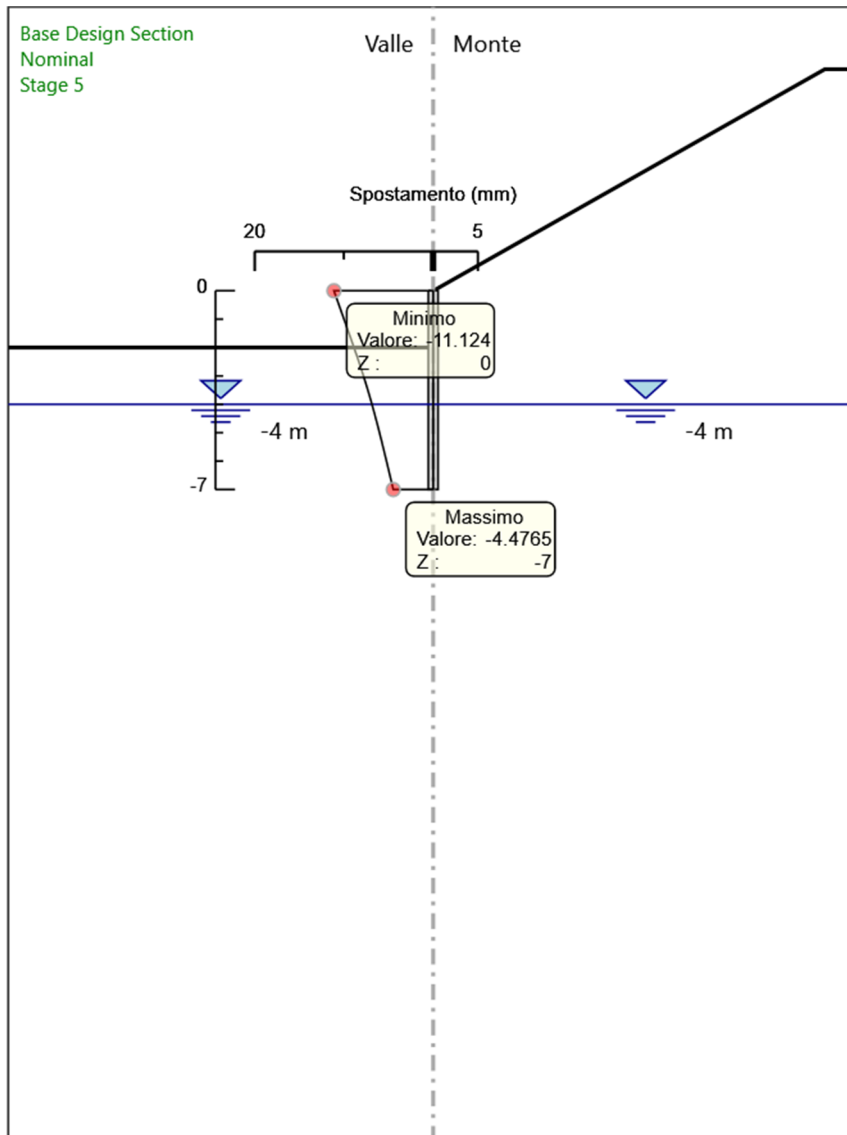 Base Design Section
Nominal
Stage 5
Valle
Monte
Spostamento (mm)
20
5
0
Minimo
Valore: -11.124
Z : 0
-4 m
-4 m
-7
Massimo
Valore: -4.4765
Z : -7